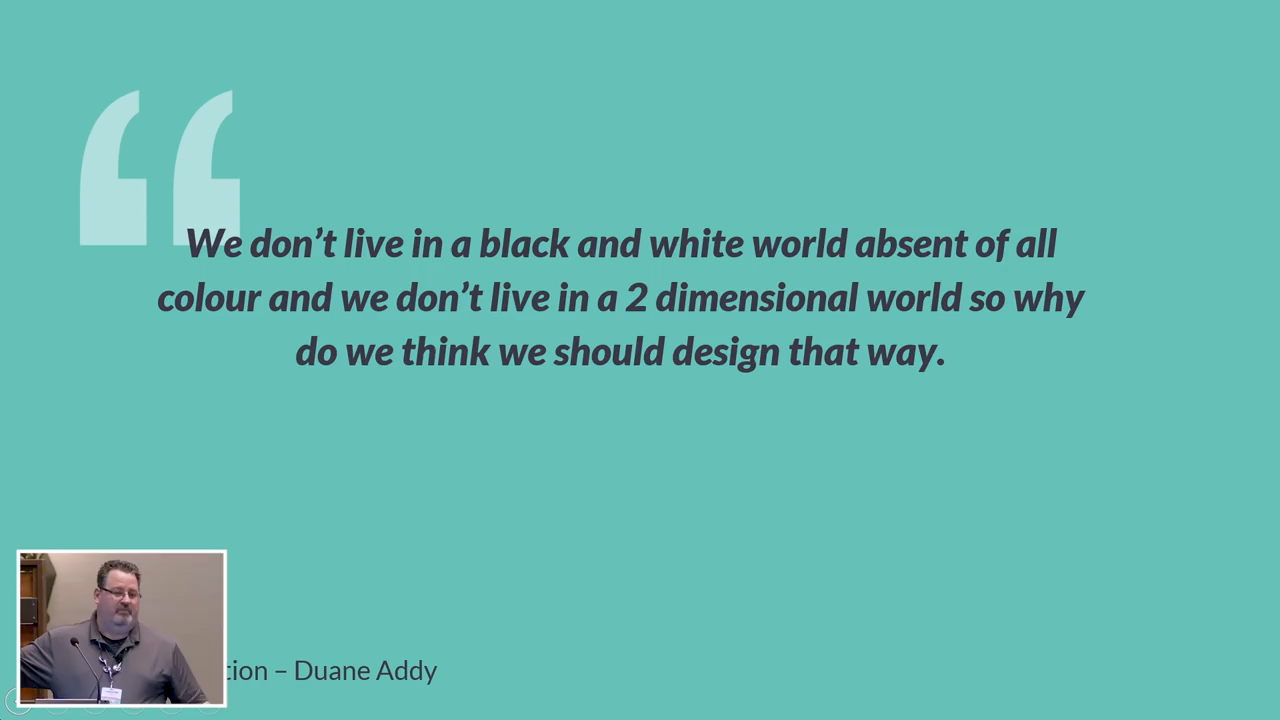 We don’t live in a black and white world absent of all
colour and we don’t live in a 2 dimensional world so why
do we think we should design that way.
– Duane Addy